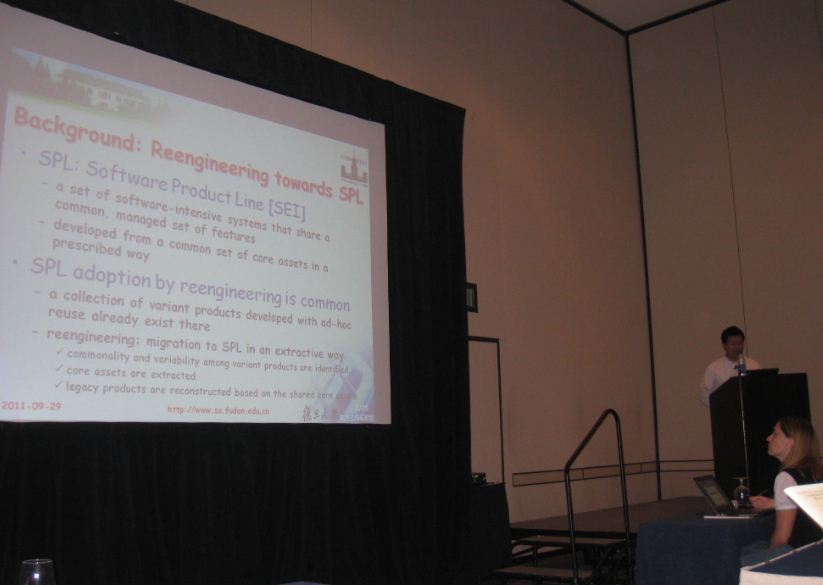 Background: Reengineering towards SPL
• SPL: Software Product Line [SEI]
– a set of software-intensive systems that share a
common, managed set of features
– developed from a common set of core assets in a
prescribed way
• SPL adoption by reengineering is common
– a collection of variant products developed with ad-hoc
reuse already exist there
– reengineering: migration to SPL in an extractive way
✓ commonality and variability among variant products are identified
✓ core assets are extracted
✓ legacy products are reconstructed based on the shared core assets
2011-09-29
http://www.se.fudan.edu.cn